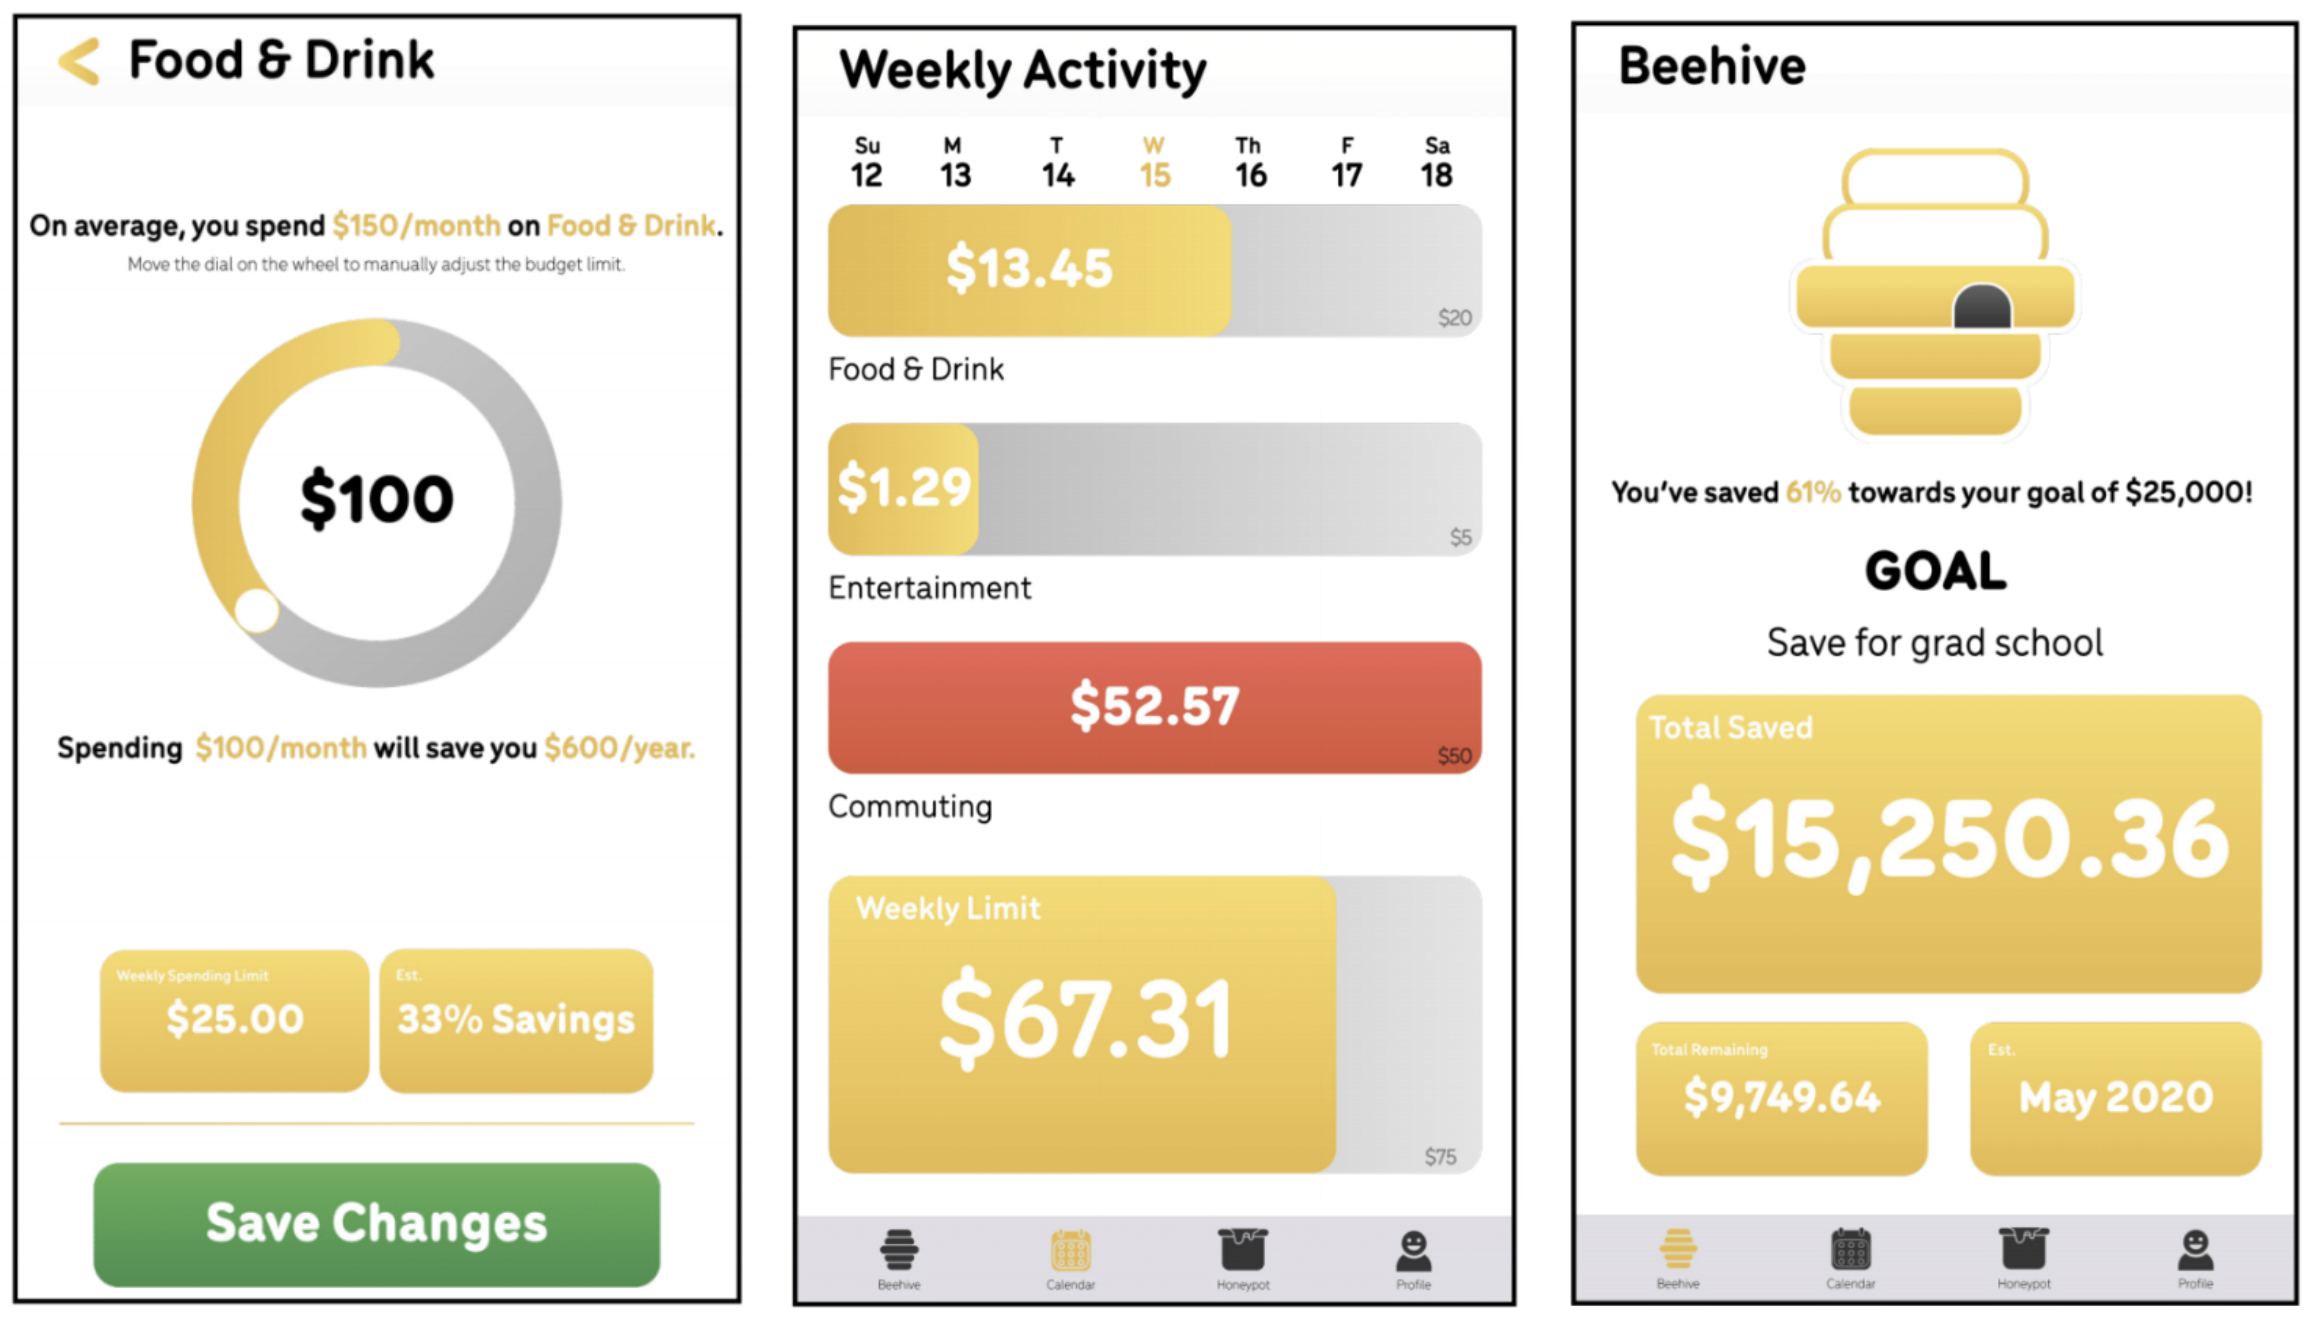 Food & Drink
On average, you spend $150/month on Food & Drink.
Move the dial on the wheel to manually adjust the budget limit.
$100
Spending $100/month will save you $600/year.
Weekly Spending Limit
$25.00
Est.
33% Savings
Save Changes
Weekly Activity
Su M T W Th F Sa
12 13 14 15 16 17 18
$13.45
$20
Food & Drink
$1.29
$5
Entertainment
$52.57
$50
Commuting
Weekly Limit
$67.31
$75
Beehive Calendar Honeypot Profile
Beehive
You've saved 61% towards your goal of $25,000!
GOAL
Save for grad school
Total Saved
$15,250.36
Total Remaining
$9,749.64
Est.
May 2020
Beehive Calendar Honeypot Profile